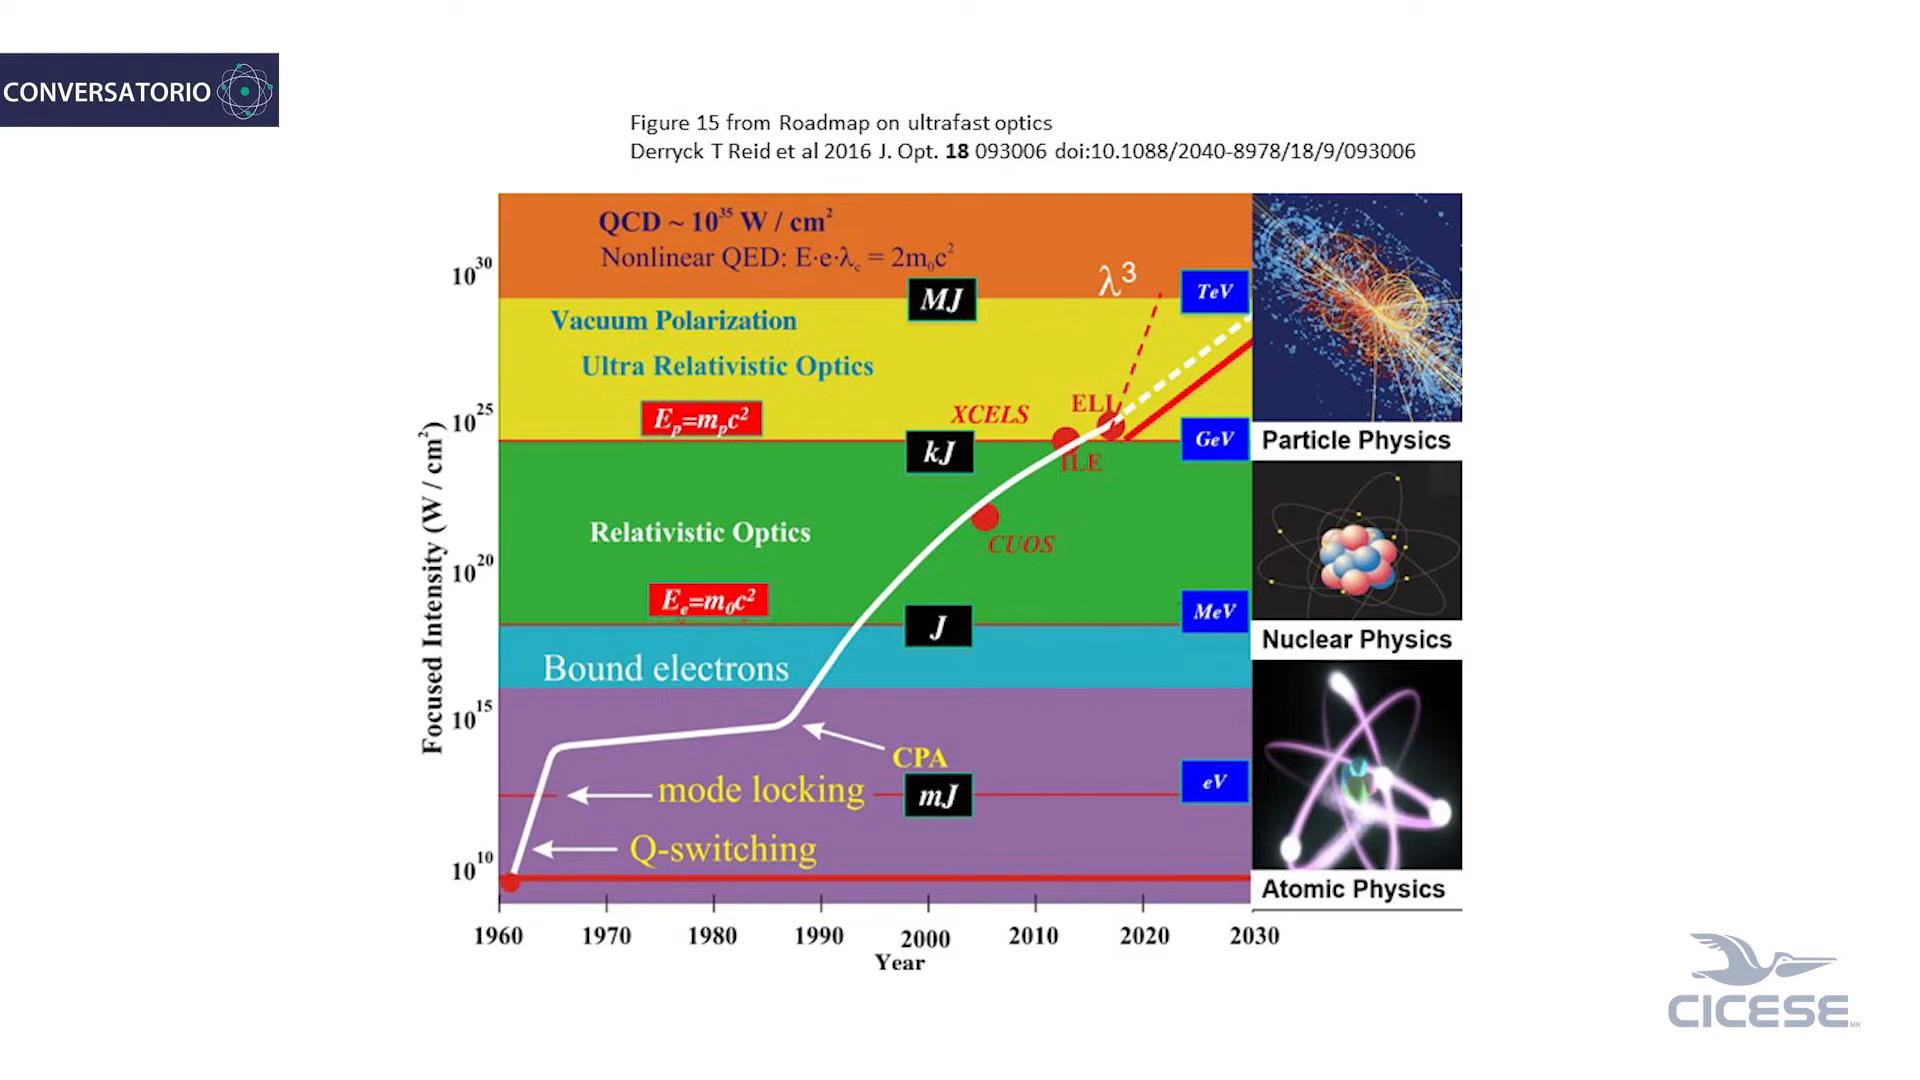 CONVERSATORIO
Figure 15 from Roadmap on ultrafast optics
Derryck T Reid et al 2016 J. Opt. 18 093006 doi:10.1088/2040-8978/18/9/093006
QCD ~ 10³⁵ W / cm²
Nonlinear QED: E·e·λc = 2m₀c²
10³⁰
MJ
λ³
TeV
Vacuum Polarization
Ultra Relativistic Optics
10²⁵
Eₚ=mₚc²
XCELS
ELI
kJ
ILE
GeV
Particle Physics
Focused Intensity (W / cm²)
Relativistic Optics
CUOS
10²⁰
Eₑ=m₀c²
J
MeV
Nuclear Physics
Bound electrons
10¹⁵
CPA
mode locking
mJ
eV
Q-switching
10¹⁰
Atomic Physics
1960 1970 1980 1990 2000 2010 2020 2030
Year
CICESE MR